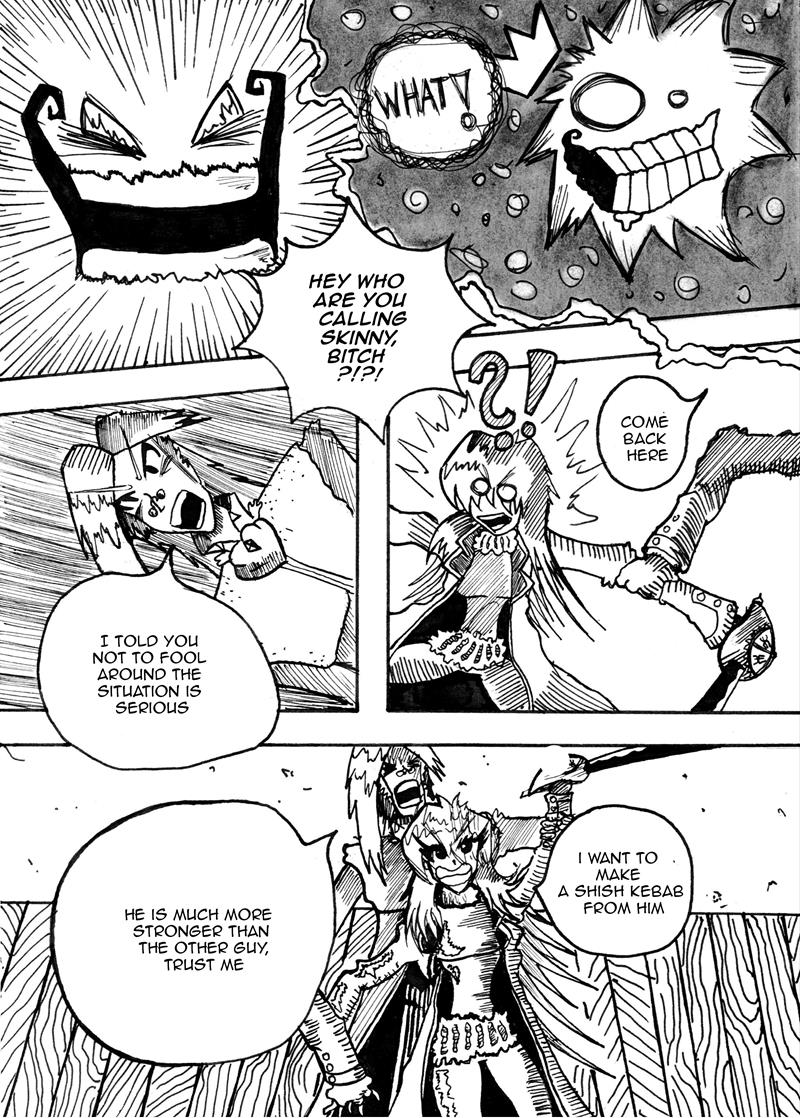 WHAT!
HEY WHO
ARE YOU
CALLING
SKINNY,
BITCH
?!?!
?!
COME
BACK
HERE
I TOLD YOU
NOT TO FOOL
AROUND THE
SITUATION IS
SERIOUS
I WANT TO
MAKE
A SHISH KEBAB
FROM HIM
HE IS MUCH MORE
STRONGER THAN
THE OTHER GUY,
TRUST ME